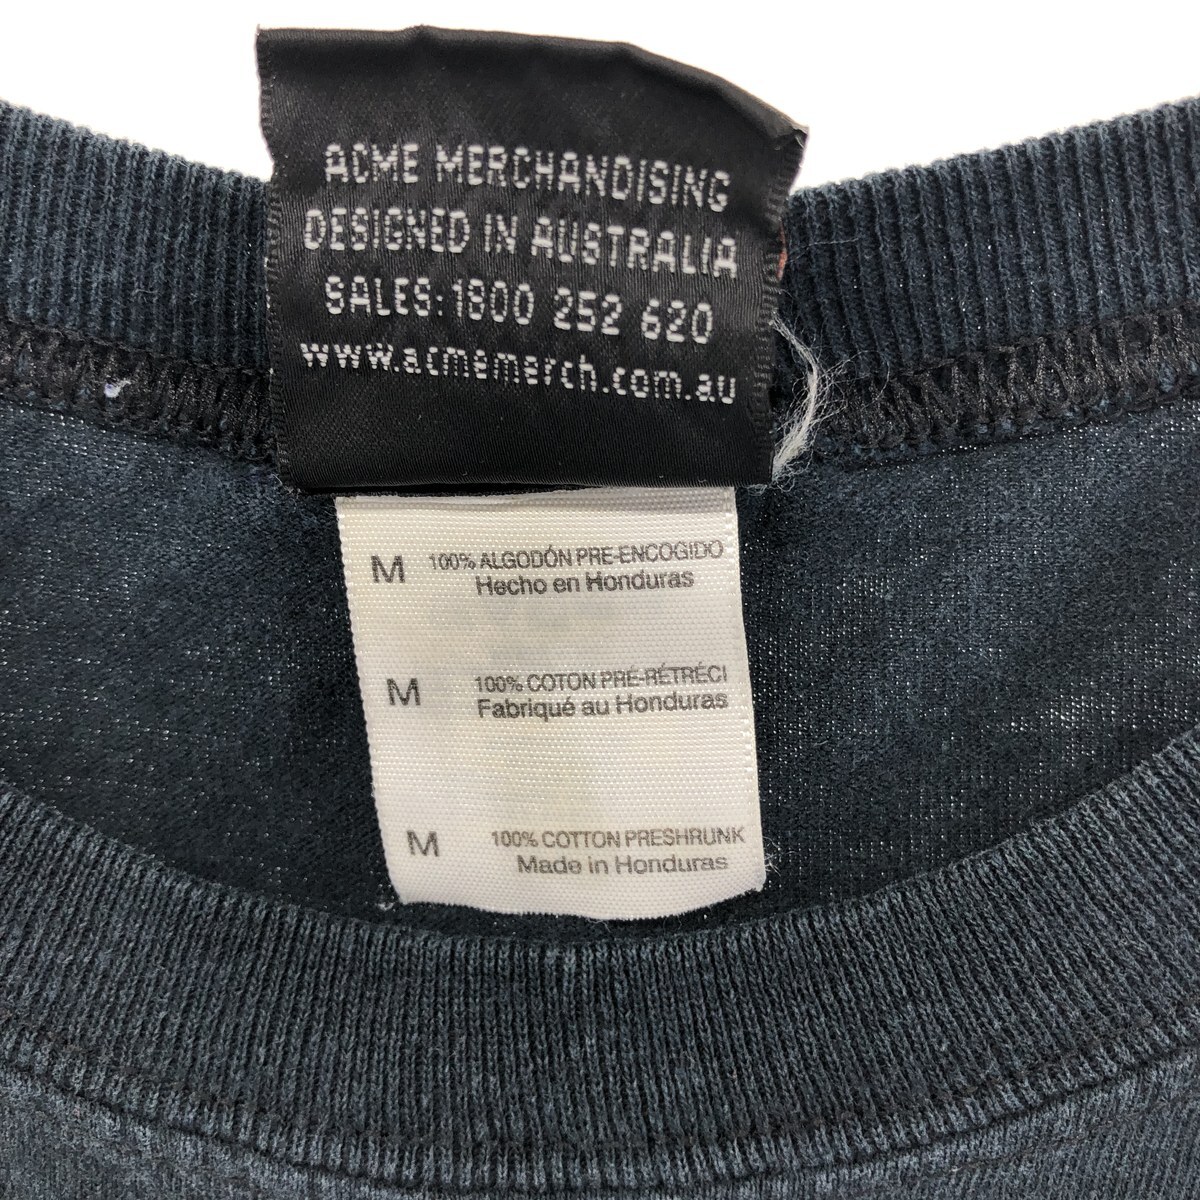 ACME MERCHANDISING
DESIGNED IN AUSTRALIA
SALES: 1800 252 620
www.acmemerch.com.au
M 100% ALGODÓN PRE-ENCOGIDO
Hecho en Honduras
M 100% COTON PRÉ-RÉTRÉCI
Fabriqué au Honduras
M 100% COTTON PRESHRUNK
Made in Honduras